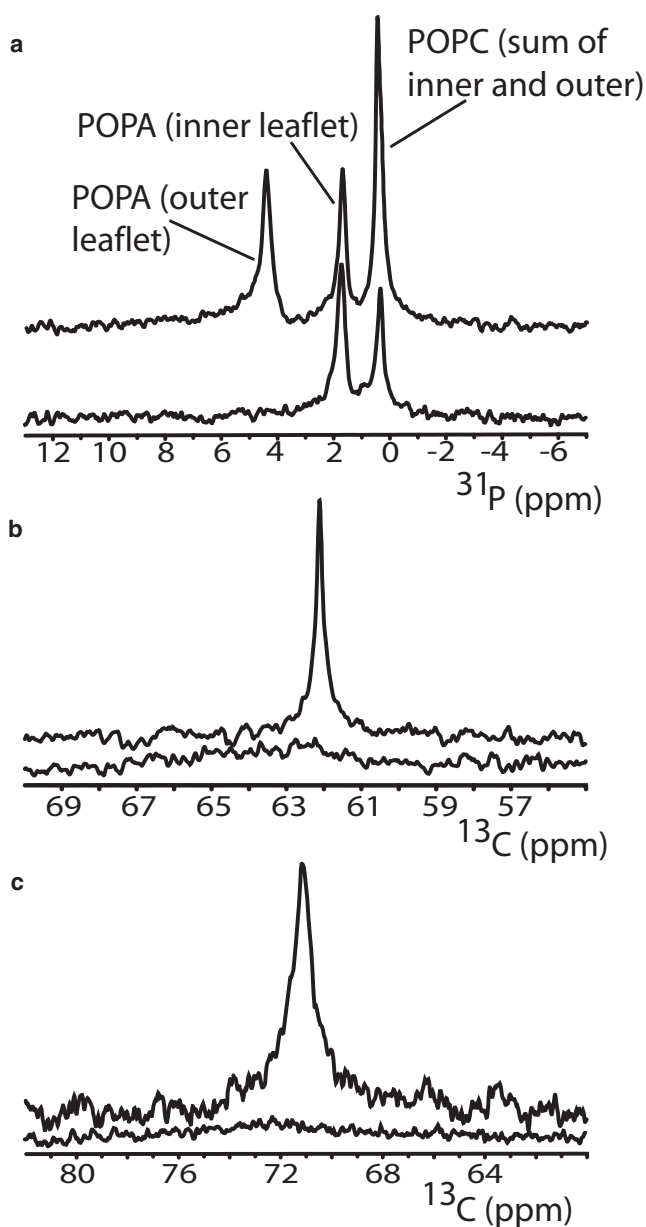 a
POPC (sum of
inner and outer)
POPA (inner leaflet)
POPA (outer
leaflet)
12 10 8 6 4 2 0 -2 -4 -6
31P (ppm)
b
69 67 65 63 61 59 57
13C (ppm)
c
80 76 72 68 64
13C (ppm)